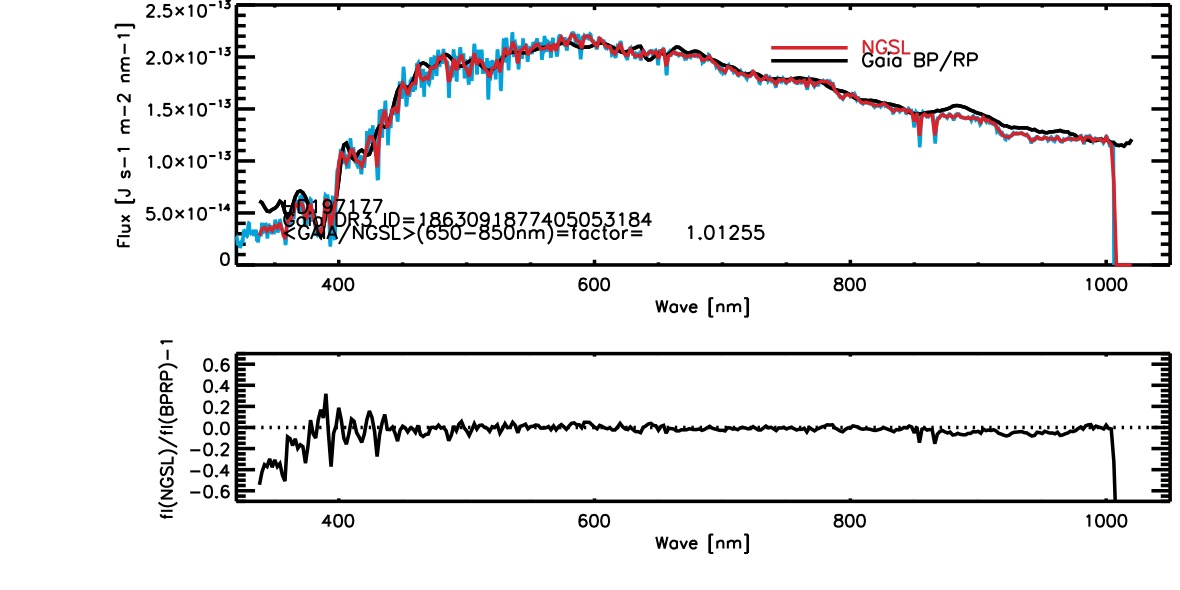 2.5×10−13
2.0×10−13
1.5×10−13
1.0×10−13
5.0×10−14
0
Flux [J s−1 m−2 nm−1]
NGSL
Gaia BP/RP
HD197177
Gaia DR3 ID=1863091877405053184
<GAIA/NGSL>(650−850nm)=factor= 1.01255
400 600 800 1000
Wave [nm]
0.6
0.4
0.2
0.0
−0.2
−0.4
−0.6
fl(NGSL)/fl(BPRP)−1
400 600 800 1000
Wave [nm]